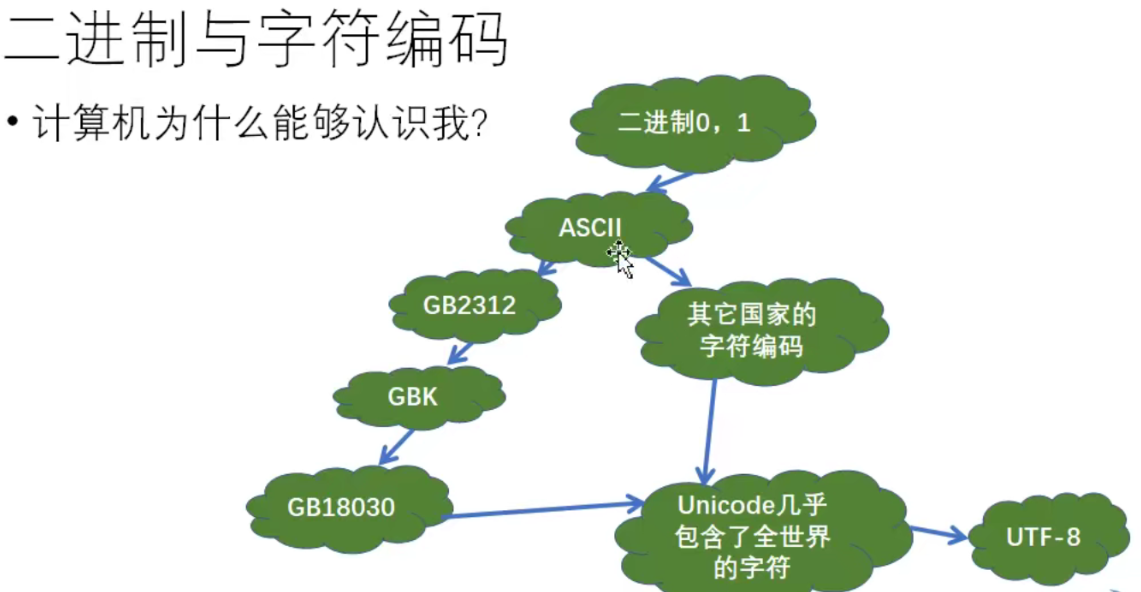 二进制与字符编码
• 计算机为什么能够认识我?
二进制0，1
ASCII
GB2312
其它国家的
字符编码
GBK
GB18030
Unicode几乎
包含了全世界
的字符
UTF-8